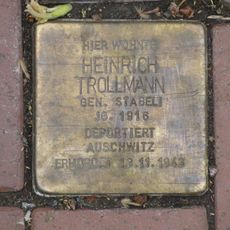 HIER WOHNTE
HEINRICH
TROLLMANN
GEN. STABELI
JG. 1916
DEPORTIERT
AUSCHWITZ
ERMORDET 13.11.1943